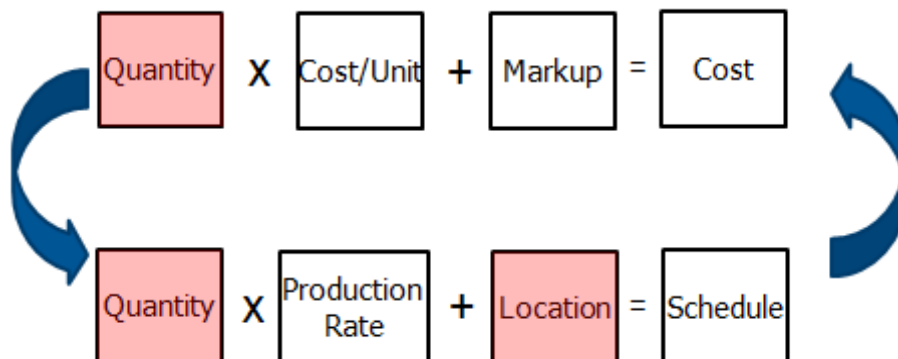 Quantity X Cost/Unit + Markup = Cost
Quantity X Production Rate + Location = Schedule